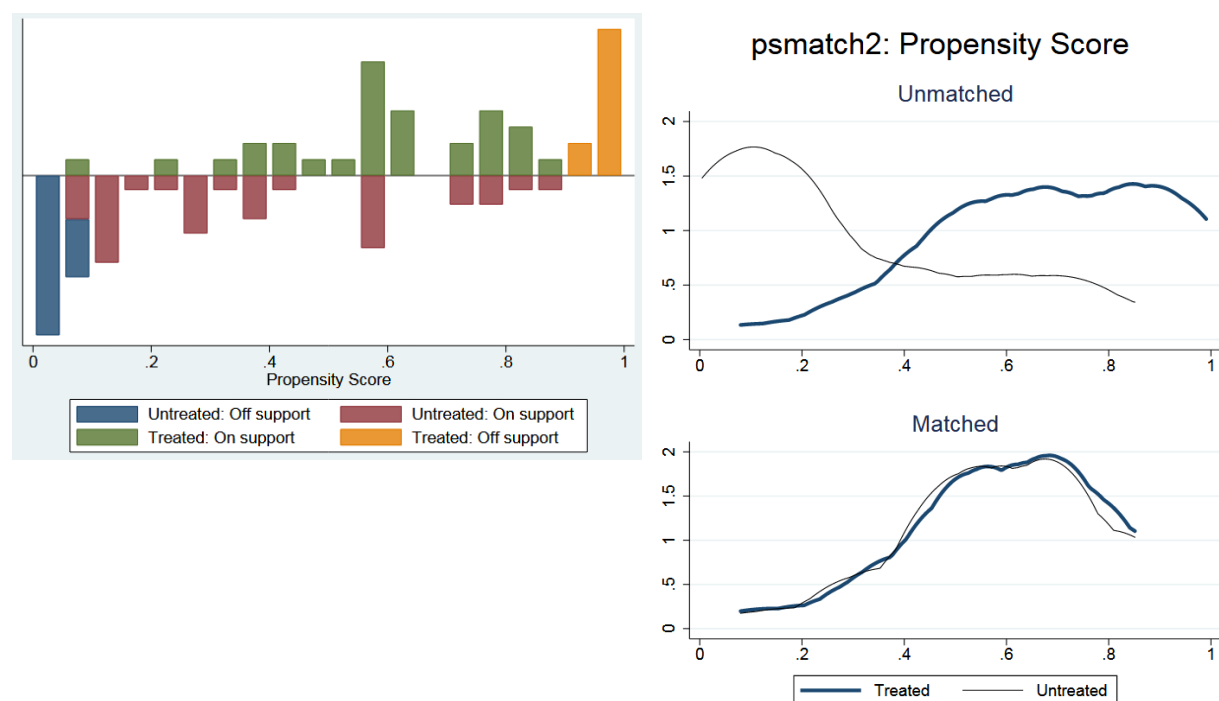 0 .2 .4 .6 .8 1
Propensity Score
Untreated: Off support Untreated: On support
Treated: On support Treated: Off support
psmatch2: Propensity Score
Unmatched
2
1.5
1
.5
0
0 .2 .4 .6 .8 1
Matched
2
1.5
1
.5
0
0 .2 .4 .6 .8 1
Treated Untreated